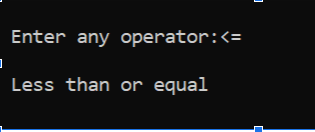 Enter any operator:<=
Less than or equal